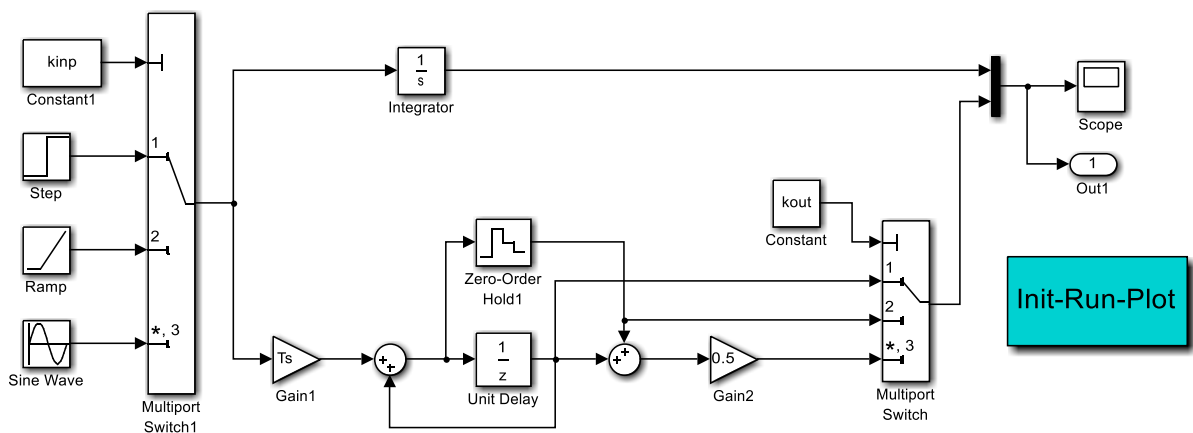 kinp
Constant1
1
Step
2
Ramp
*, 3
Sine Wave
Multiport
Switch1
1
s
Integrator
Scope
1
Out1
kout
Constant
Zero-Order
Hold1
Ts
Gain1
1
z
Unit Delay
0.5
Gain2
1
2
*, 3
Multiport
Switch
Init-Run-Plot